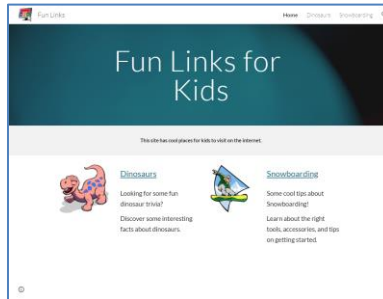 Fun Links
Home Dinosaurs Snowboarding
Fun Links for
Kids
This site has cool places for kids to visit on the internet.
Dinosaurs
Looking for some fun
dinosaur trivia?
Discover some interesting
facts about dinosaurs.
Snowboarding
Some cool tips about
Snowboarding!
Learn about the right
tools, accessories, and tips
on getting started.